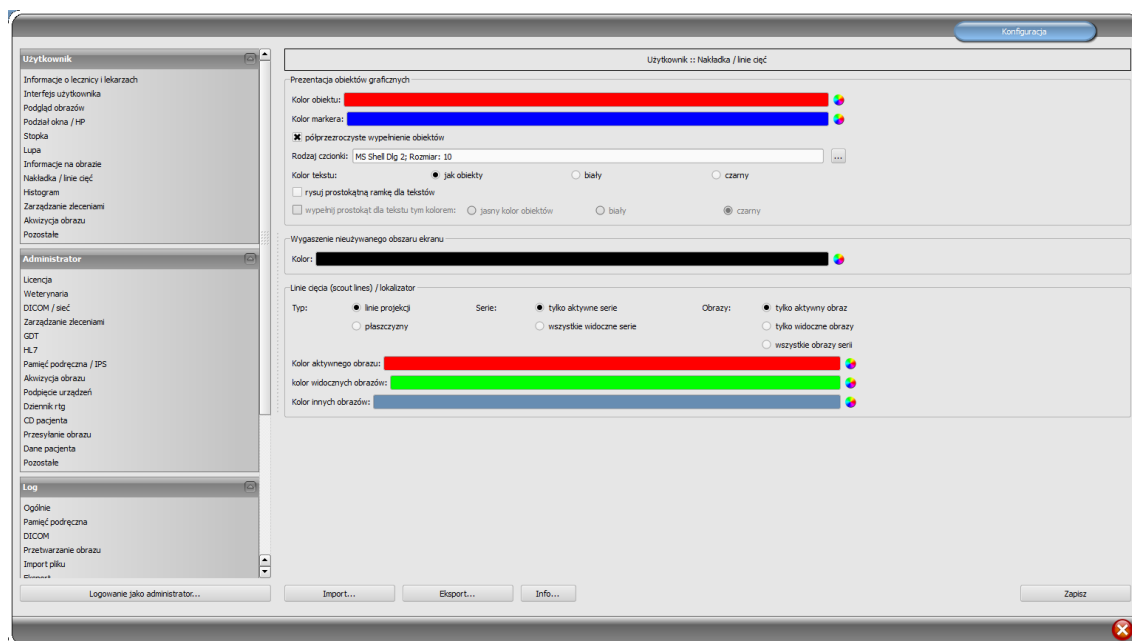 Konfiguracja
Użytkownik
Informacje o lecznicy i lekarzach
Interfejs użytkownika
Podgląd obrazów
Podział okna / HP
Stopka
Lupa
Informacje na obrazie
Nakładka / linie cięć
Histogram
Zarządzanie zleceniami
Akwizycja obrazu
Pozostałe
Administrator
Licencja
Weterynaria
DICOM / sieć
Zarządzanie zleceniami
GDT
HL7
Pamięć podręczna / IPS
Akwizycja obrazu
Podpięcie urządzeń
Dziennik rtg
CD pacjenta
Przesyłanie obrazu
Dane pacjenta
Pozostałe
Log
Ogólnie
Pamięć podręczna
DICOM
Przetwarzanie obrazu
Import pliku
Eksport
Logowanie jako administrator...
Użytkownik :: Nakładka / linie cięć
Prezentacja obiektów graficznych
Kolor obiektu:
Kolor markera:
półprzezroczyste wypełnienie obiektów
Rodzaj czcionki: MS Shell Dlg 2; Rozmiar: 10 ...
Kolor tekstu: jak obiekty biały czarny
rysuj prostokątną ramkę dla tekstów
wypełnij prostokąt dla tekstu tym kolorem: jasny kolor obiektów biały czarny
Wygaszenie nieużywanego obszaru ekranu
Kolor:
Linie cięcia (scout lines) / lokalizator
Typ: linie projekcji Serie: tylko aktywne serie Obrazy: tylko aktywny obraz
płaszczyzny wszystkie widoczne serie tylko widoczne obrazy
wszystkie obrazy serii
Kolor aktywnego obrazu:
kolor widocznych obrazów:
Kolor innych obrazów:
Import... Eksport... Info... Zapisz